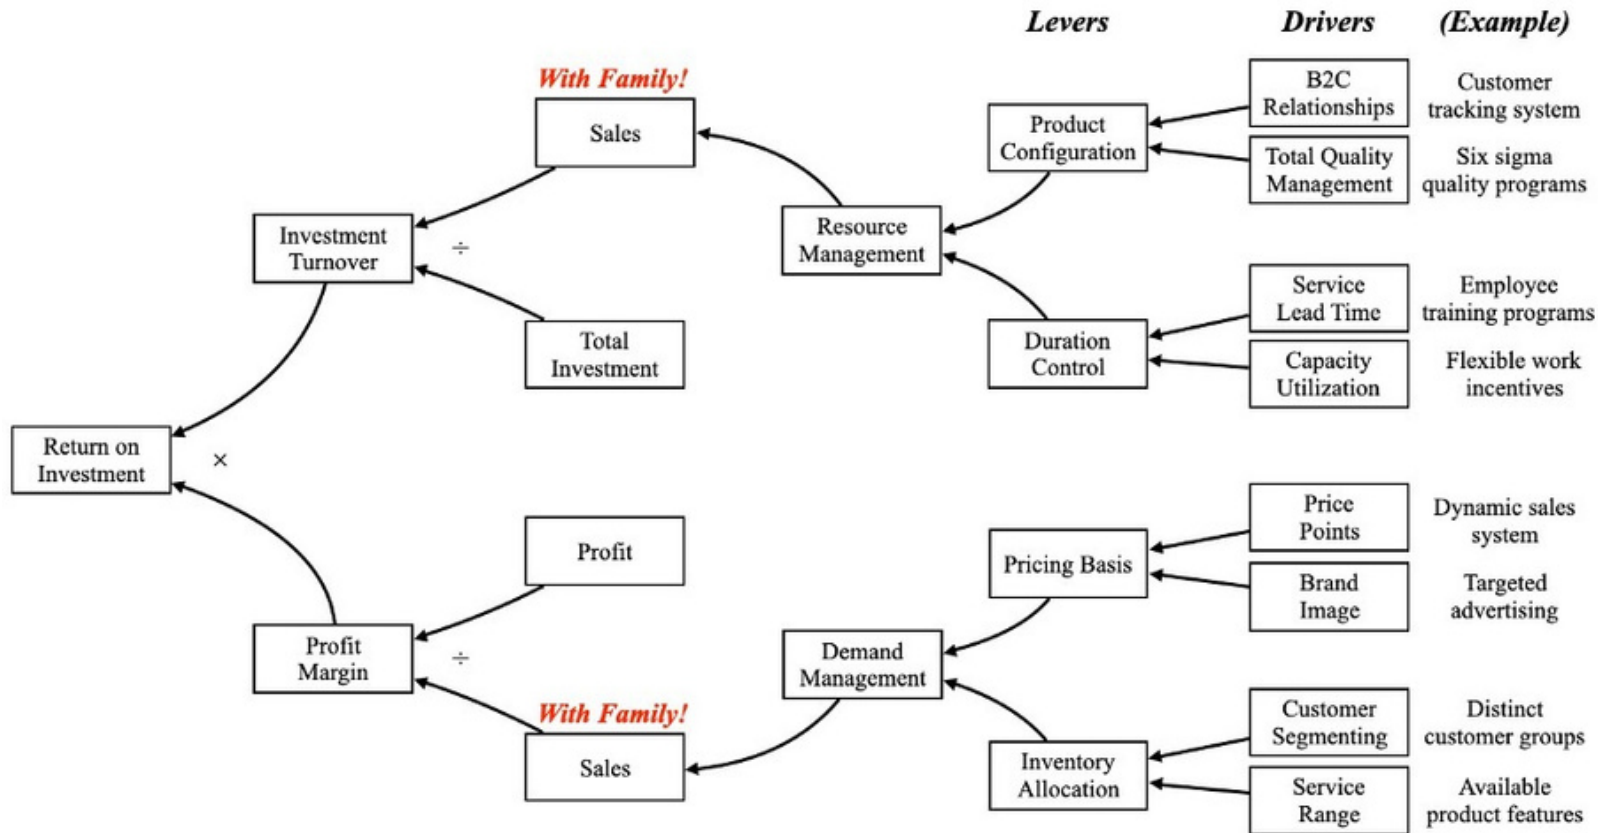 Levers
Drivers
(Example)
With Family!
Sales
Investment
Turnover
÷
Total
Investment
Return on
Investment
×
Profit
Profit
Margin
÷
With Family!
Sales
Resource
Management
Demand
Management
Product
Configuration
Duration
Control
Pricing Basis
Inventory
Allocation
B2C
Relationships
Customer
tracking system
Total Quality
Management
Six sigma
quality programs
Service
Lead Time
Employee
training programs
Capacity
Utilization
Flexible work
incentives
Price
Points
Dynamic sales
system
Brand
Image
Targeted
advertising
Customer
Segmenting
Distinct
customer groups
Service
Range
Available
product features